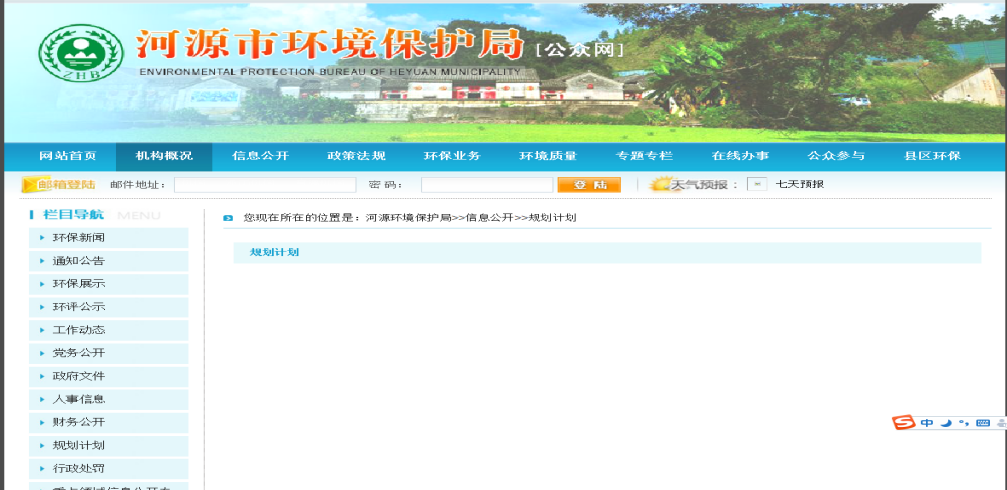 河源市环境保护局 [公众网]
ZHB
ENVIRONMENTAL PROTECTION BUREAU OF HEYUAN MUNICIPALITY
网站首页 机构概况 信息公开 政策法规 环保业务 环境质量 专题专栏 在线办事 公众参与 县区环保
邮箱登陆 邮件地址： 密 码： 登 陆 天气预报： 七天预报
栏目导航 MENU
您现在所在的位置是：河源环境保护局>>信息公开>>规划计划
规划计划
环保新闻
通知公告
环保展示
环评公示
工作动态
党务公开
政府文件
人事信息
财务公开
规划计划
行政处罚
中